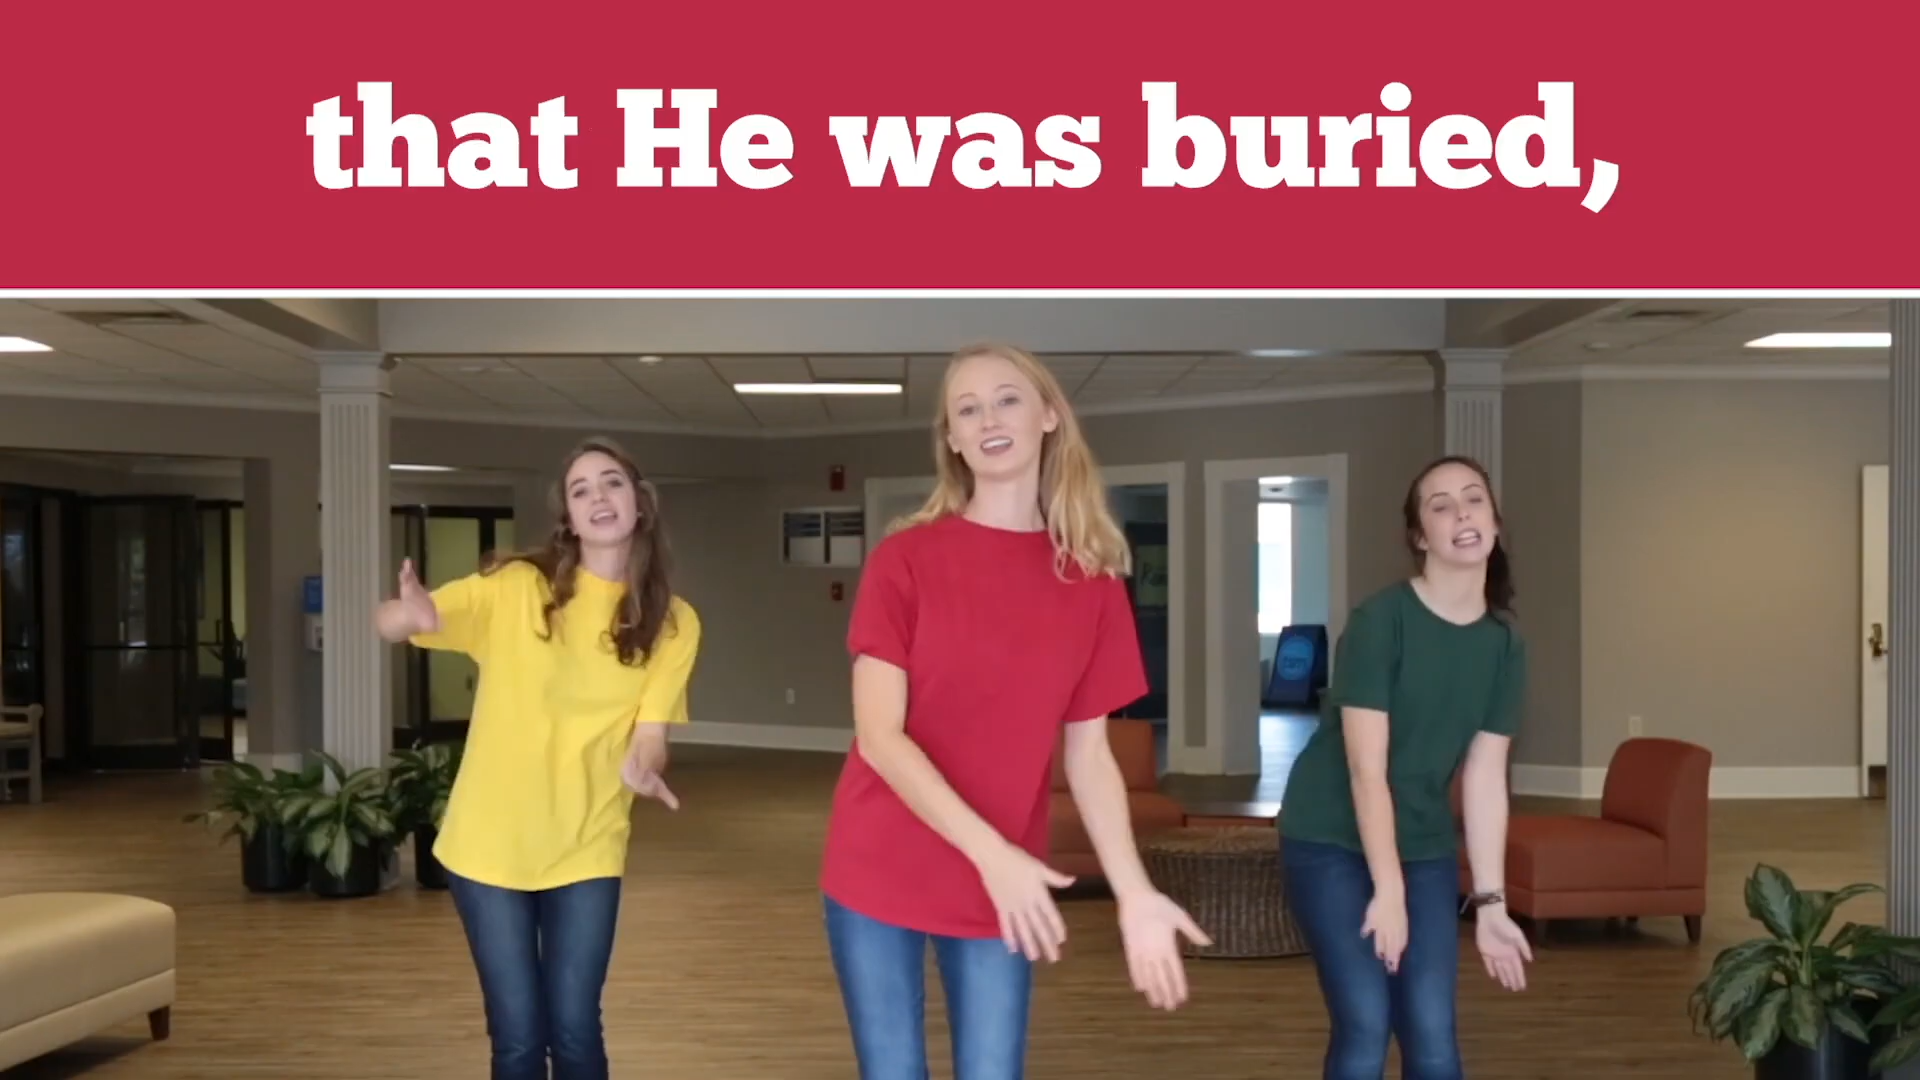 that He was buried,